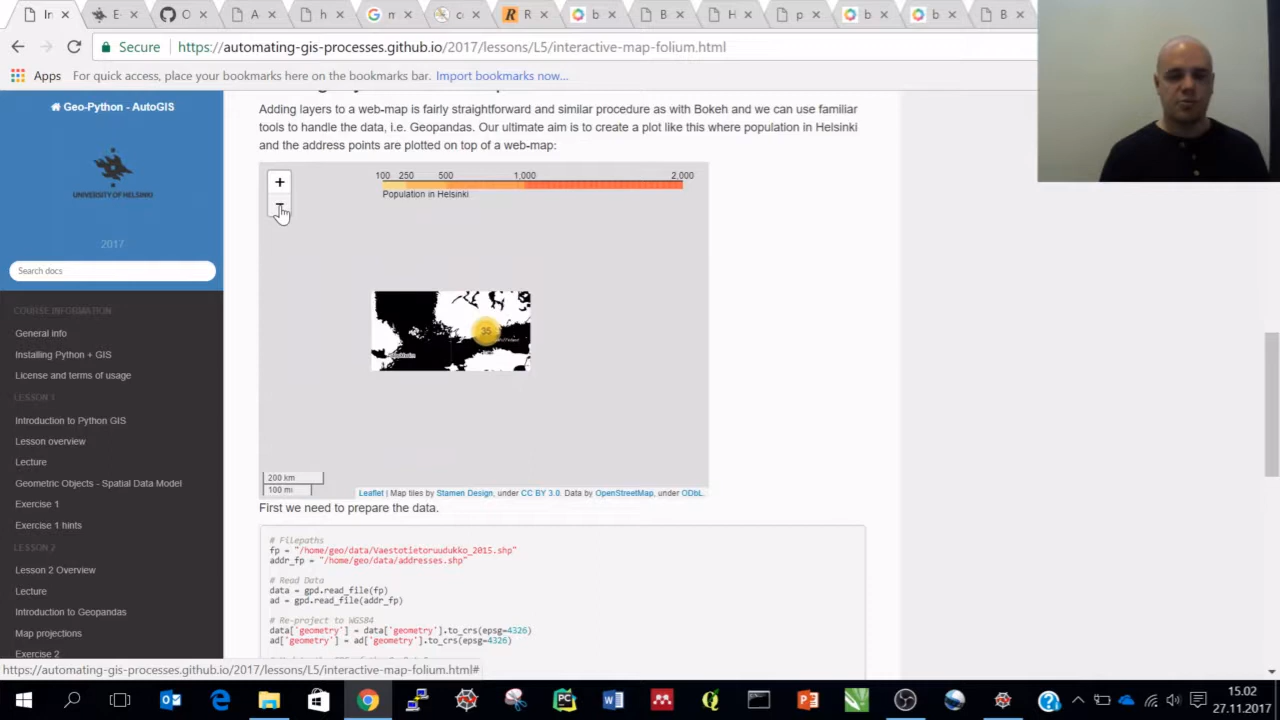 Secure
https://automating-gis-processes.github.io/2017/lessons/L5/interactive-map-folium.html
Apps
For quick access, place your bookmarks here on the bookmarks bar.
Import bookmarks now...
Geo-Python - AutoGIS
UNIVERSITY OF HELSINKI
2017
Search docs
COURSE INFORMATION
General info
Installing Python + GIS
License and terms of usage
LESSON 1
Introduction to Python GIS
Lesson overview
Lecture
Geometric Objects - Spatial Data Model
Exercise 1
Exercise 1 hints
LESSON 2
Lesson 2 Overview
Lecture
Introduction to Geopandas
Map projections
Exercise 2
Adding layers to a web-map is fairly straightforward and similar procedure as with Bokeh and we can use familiar
tools to handle the data, i.e. Geopandas. Our ultimate aim is to create a plot like this where population in Helsinki
and the address points are plotted on top of a web-map:
+
-
100 250 500 1,000 2,000
Population in Helsinki
35
200 km
100 mi
Leaflet | Map tiles by Stamen Design, under CC BY 3.0. Data by OpenStreetMap, under ODbL.
First we need to prepare the data.
# Filepaths
fp = "/home/geo/data/Vaestotietoruudukko_2015.shp"
addr_fp = "/home/geo/data/addresses.shp"
# Read Data
data = gpd.read_file(fp)
ad = gpd.read_file(addr_fp)
# Re-project to WGS84
data['geometry'] = data['geometry'].to_crs(epsg=4326)
ad['geometry'] = ad['geometry'].to_crs(epsg=4326)
https://automating-gis-processes.github.io/2017/lessons/L5/interactive-map-folium.html#
15.02
27.11.2017